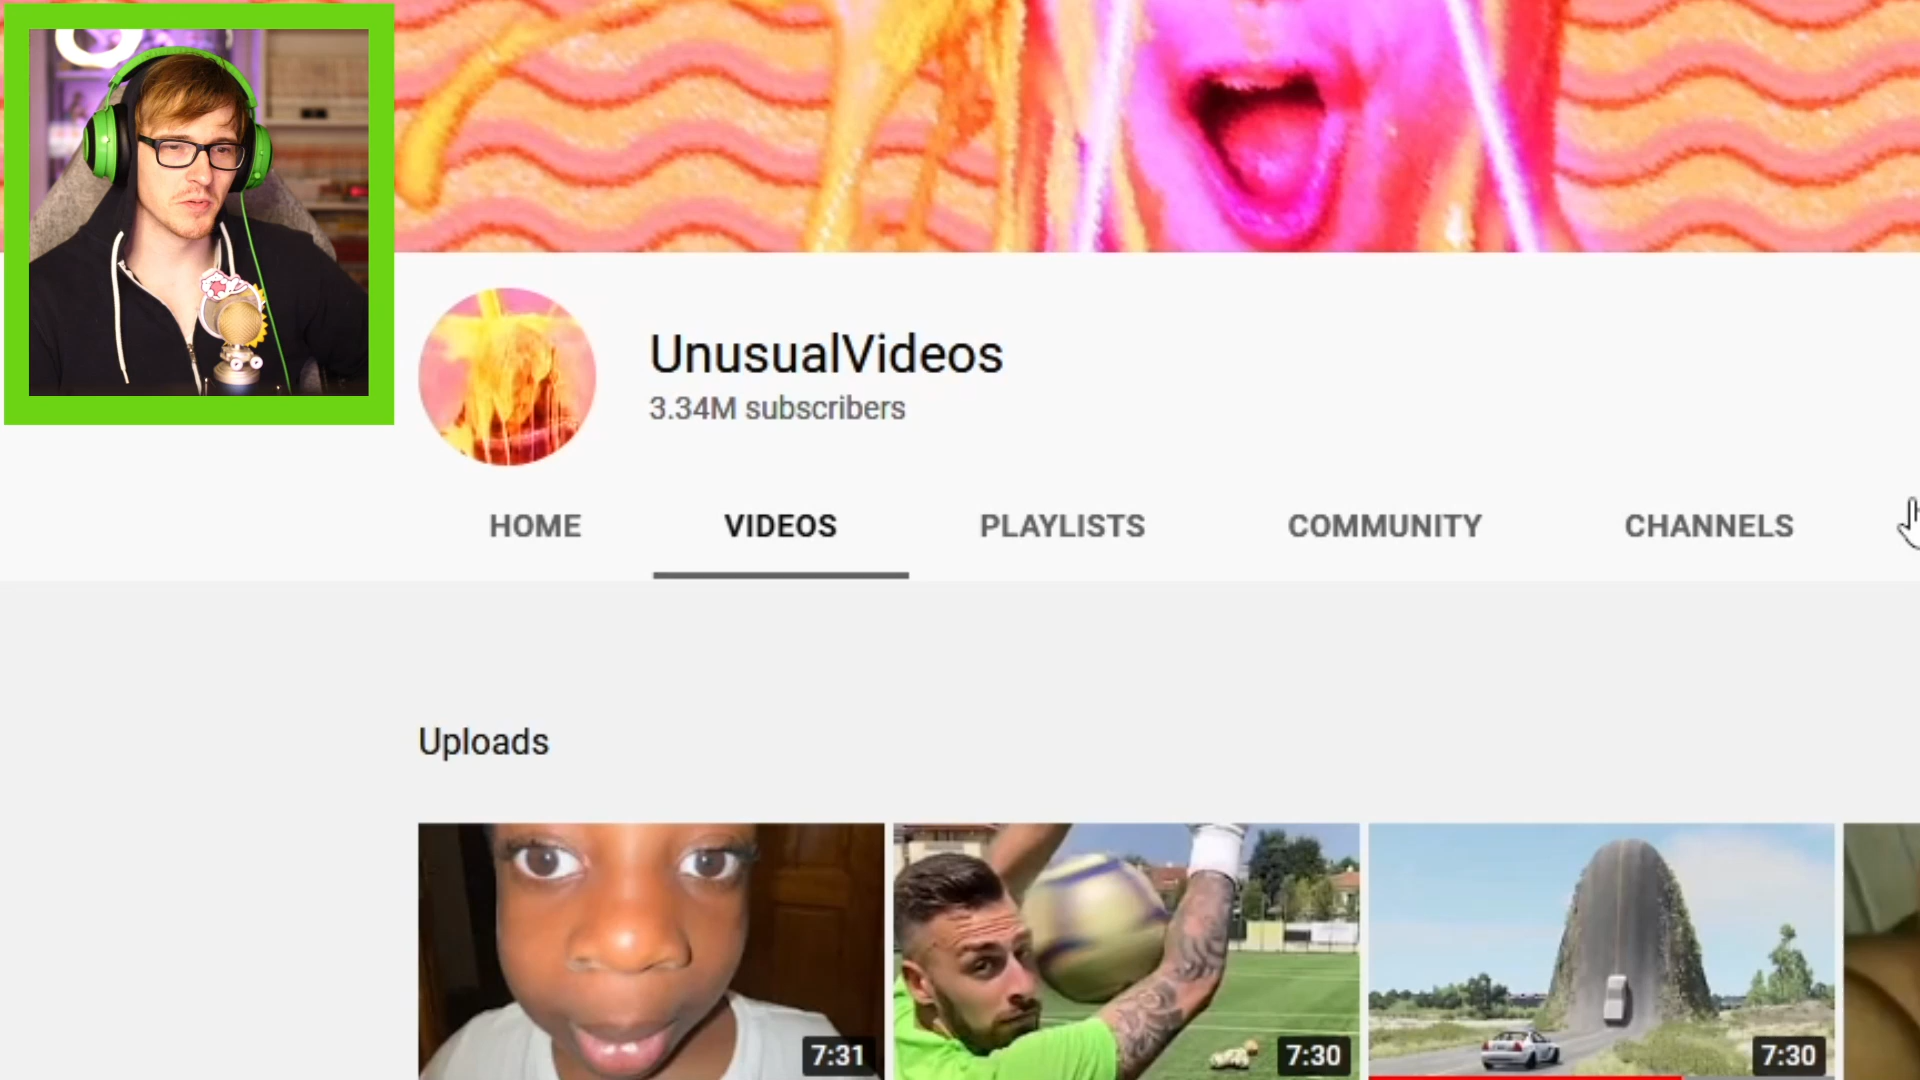 UnusualVideos
3.34M subscribers
HOME VIDEOS PLAYLISTS COMMUNITY CHANNELS
Uploads
7:31 7:30 7:30